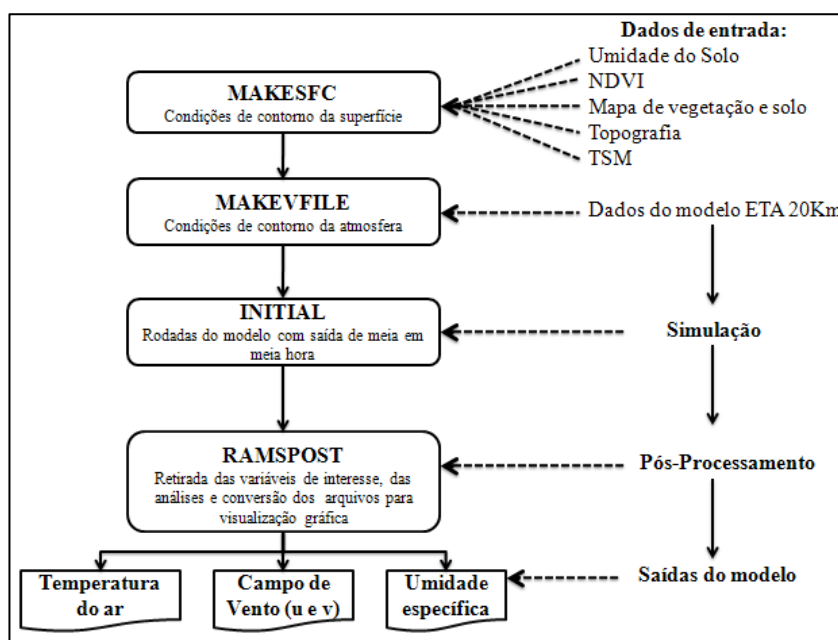 Dados de entrada:
Umidade do Solo
NDVI
Mapa de vegetação e solo
Topografia
TSM
MAKESFC
Condições de contorno da superfície
MAKEVFILE
Condições de contorno da atmosfera
Dados do modelo ETA 20Km
INITIAL
Rodadas do modelo com saída de meia em
meia hora
Simulação
RAMSPOST
Retirada das variáveis de interesse, das
análises e conversão dos arquivos para
visualização gráfica
Pós-Processamento
Temperatura
do ar
Campo de
Vento (u e v)
Umidade
específica
Saídas do modelo